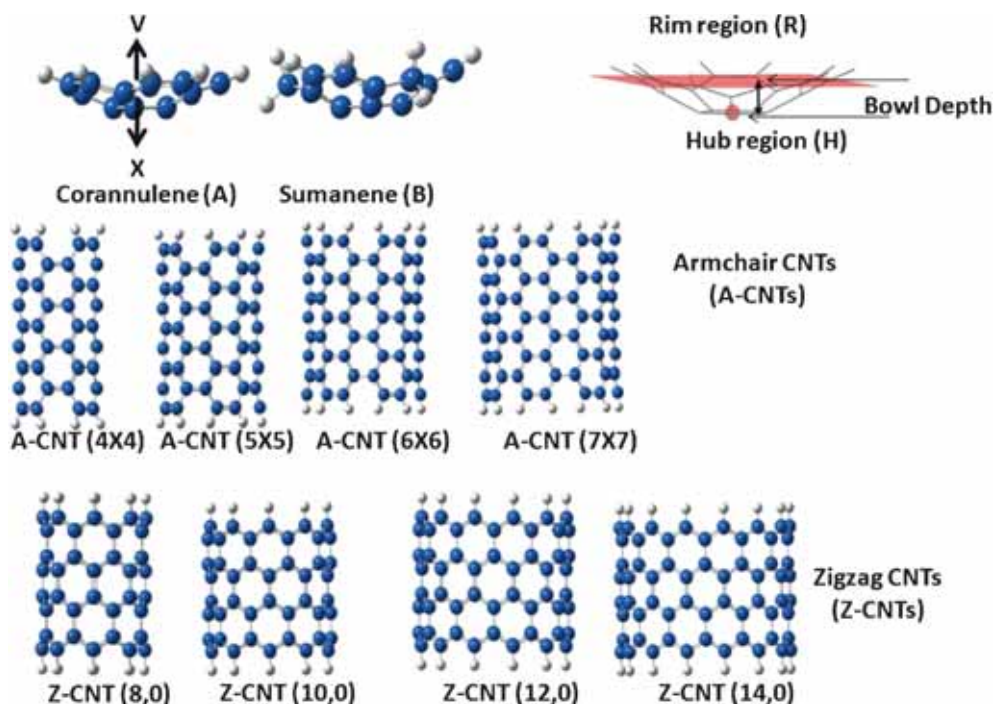 V
Rim region (R)
Bowl Depth
Hub region (H)
X
Corannulene (A) Sumanene (B)
Armchair CNTs
(A-CNTs)
A-CNT (4X4) A-CNT (5X5) A-CNT (6X6) A-CNT (7X7)
Zigzag CNTs
(Z-CNTs)
Z-CNT (8,0) Z-CNT (10,0) Z-CNT (12,0) Z-CNT (14,0)